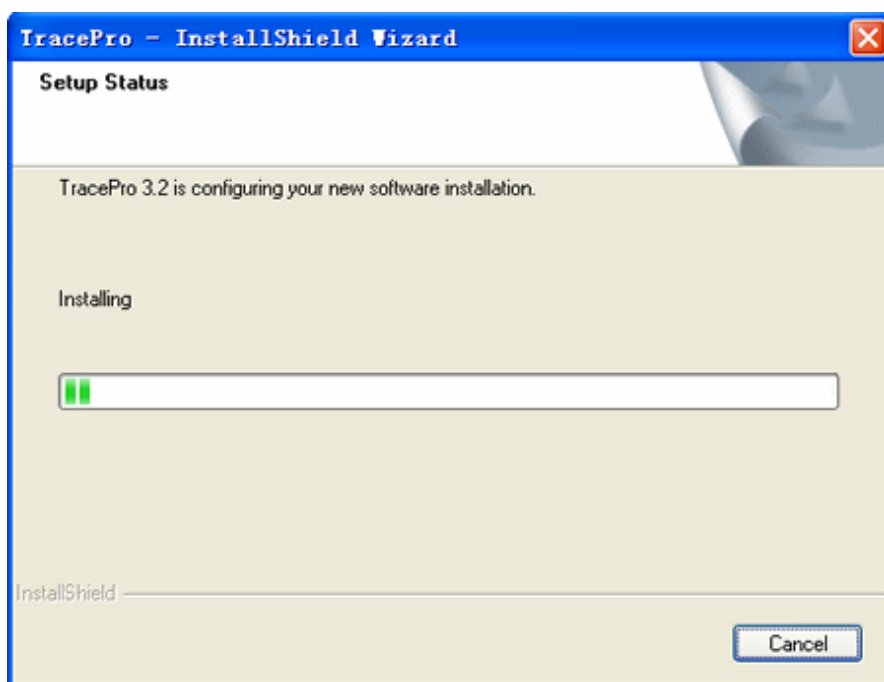 TracePro - InstallShield Wizard
Setup Status
TracePro 3.2 is configuring your new software installation.
Installing
InstallShield
Cancel